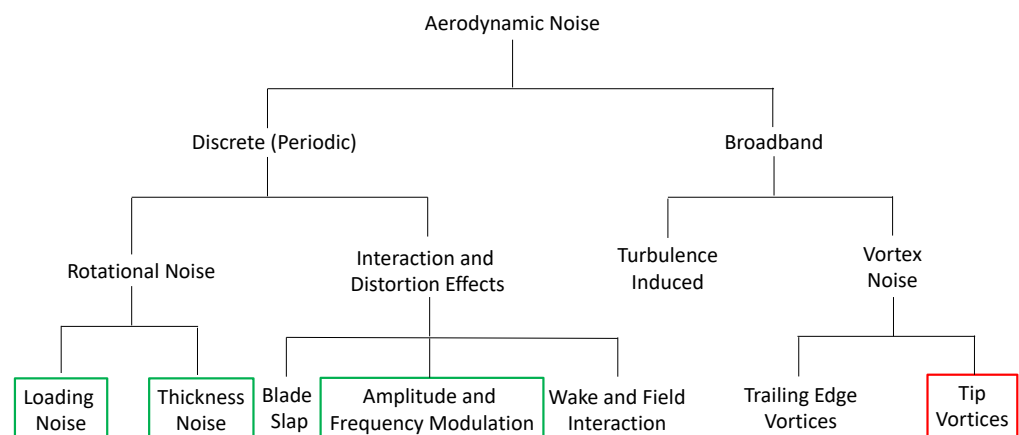 Aerodynamic Noise
Discrete (Periodic)
Broadband
Rotational Noise
Interaction and
Distortion Effects
Turbulence
Induced
Vortex
Noise
Loading
Noise
Thickness
Noise
Blade
Slap
Amplitude and
Frequency Modulation
Wake and Field
Interaction
Trailing Edge
Vortices
Tip
Vortices